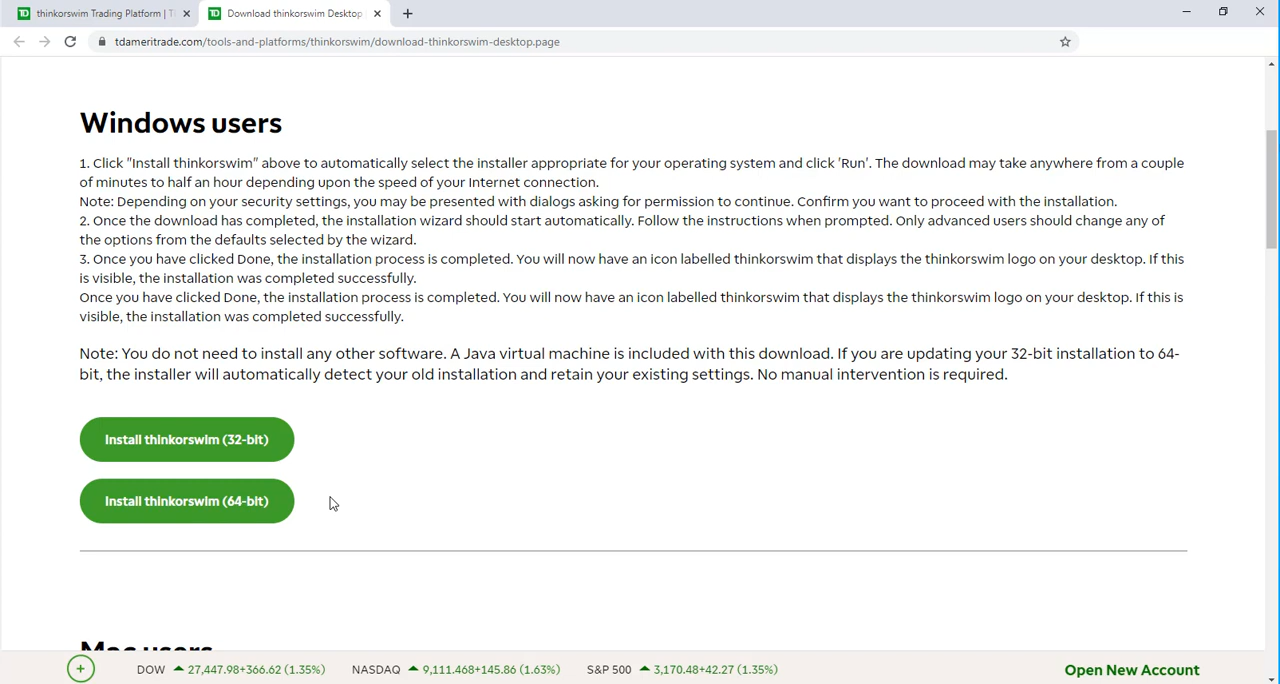 thinkorswim Trading Platform | T
Download thinkorswim Desktop
tdameritrade.com/tools-and-platforms/thinkorswim/download-thinkorswim-desktop.page
Windows users
1. Click "Install thinkorswim" above to automatically select the installer appropriate for your operating system and click 'Run'. The download may take anywhere from a couple
of minutes to half an hour depending upon the speed of your Internet connection.
Note: Depending on your security settings, you may be presented with dialogs asking for permission to continue. Confirm you want to proceed with the installation.
2. Once the download has completed, the installation wizard should start automatically. Follow the instructions when prompted. Only advanced users should change any of
the options from the defaults selected by the wizard.
3. Once you have clicked Done, the installation process is completed. You will now have an icon labelled thinkorswim that displays the thinkorswim logo on your desktop. If this
is visible, the installation was completed successfully.
Once you have clicked Done, the installation process is completed. You will now have an icon labelled thinkorswim that displays the thinkorswim logo on your desktop. If this is
visible, the installation was completed successfully.
Note: You do not need to install any other software. A Java virtual machine is included with this download. If you are updating your 32-bit installation to 64-
bit, the installer will automatically detect your old installation and retain your existing settings. No manual intervention is required.
Install thinkorswim (32-bit)
Install thinkorswim (64-bit)
Mac users
DOW 27,447.98+366.62 (1.35%) NASDAQ 9,111.468+145.86 (1.63%) S&P 500 3,170.48+42.27 (1.35%) Open New Account